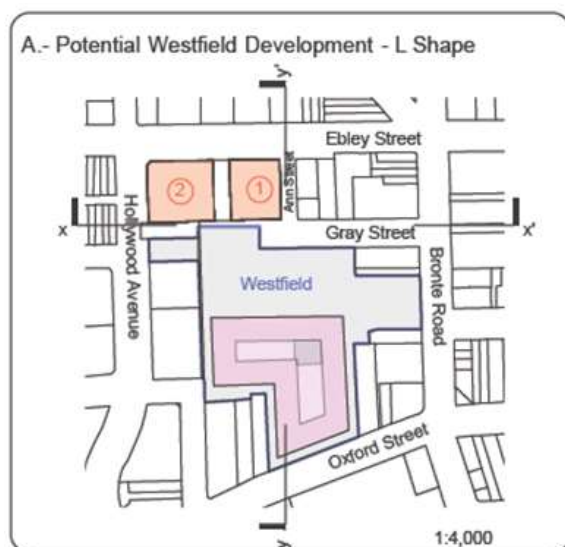 A.- Potential Westfield Development - L Shape
y'
Ebley Street
2
1
Ann Street
x
Hollywood Avenue
Gray Street
x'
Bronte Road
Westfield
Oxford Street
y
1:4,000